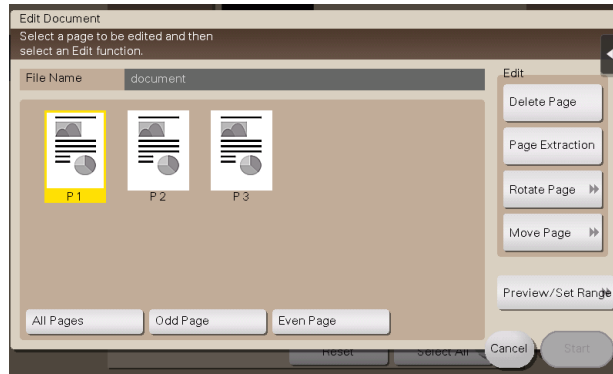 Edit Document
Select a page to be edited and then
select an Edit function.
File Name
document
Edit
Delete Page
Page Extraction
Rotate Page
Move Page
P 1
P 2
P 3
Preview/Set Range
All Pages
Odd Page
Even Page
Reset
Select All
Cancel
Start